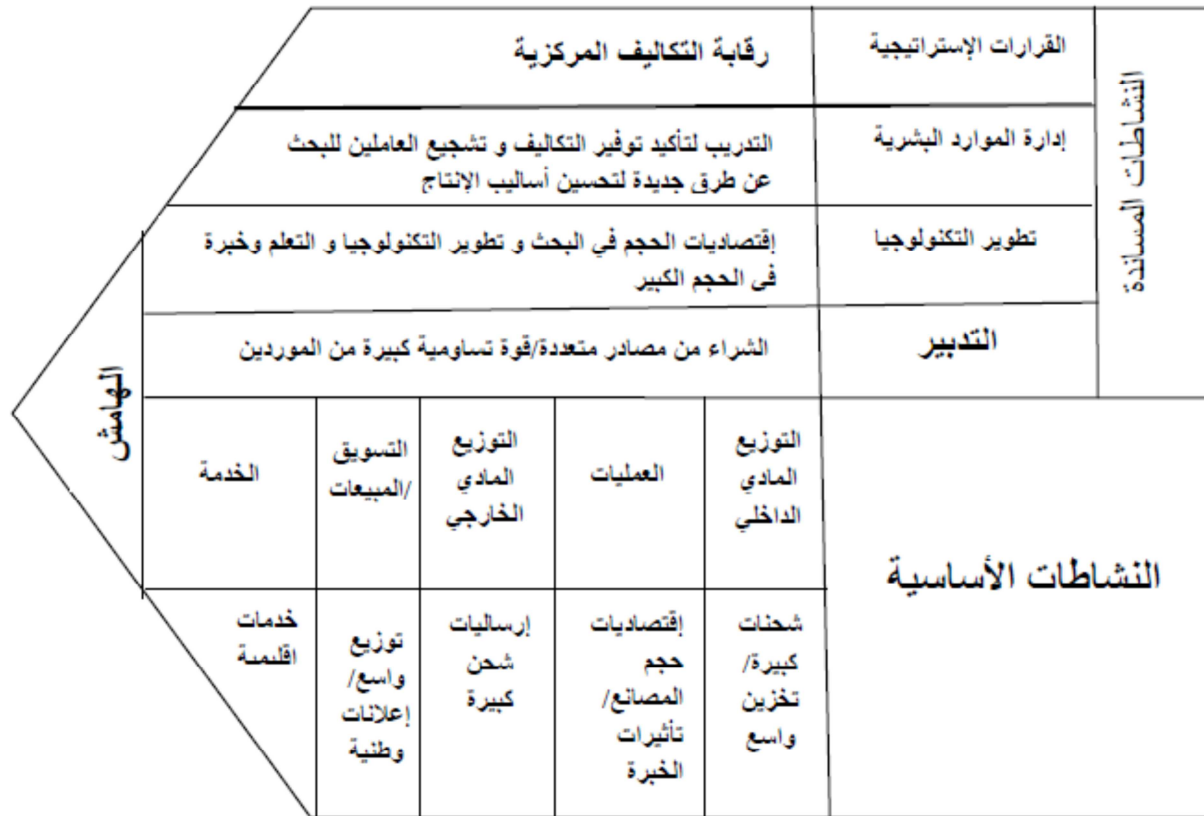 النشاطات المساندة
القرارات الإستراتيجية
رقابة التكاليف المركزية
إدارة الموارد البشرية
التدريب لتأكيد توفير التكاليف و تشجيع العاملين للبحث
عن طرق جديدة لتحسين أساليب الإنتاج
تطوير التكنولوجيا
إقتصاديات الحجم في البحث و تطوير التكنولوجيا و التعلم وخبرة
في الحجم الكبير
التدبير
الشراء من مصادر متعددة/قوة تساومية كبيرة من الموردين
الهامش
النشاطات الأساسية
التوزيع
المادي
الداخلي
العمليات
التوزيع
المادي
الخارجي
التسويق
/المبيعات
الخدمة
شحنات
كبيرة/
تخزين
واسع
إقتصاديات
حجم
المصانع/
تأثيرات
الخبرة
إرساليات
شحن
كبيرة
توزيع
واسع/
إعلانات
وطنية
خدمات
اقليمية